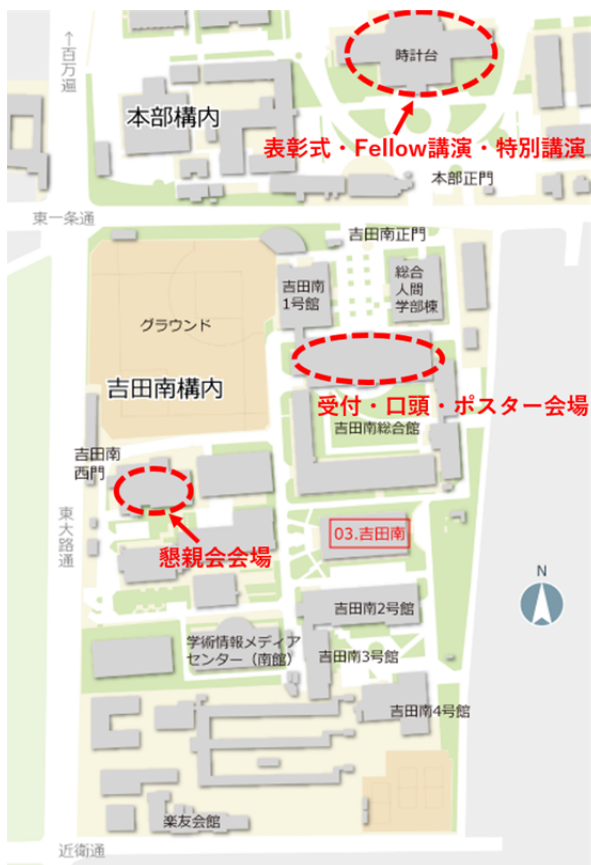 ↑百万遍
時計台
本部構内
表彰式・Fellow講演・特別講演
本部正門
東一条通
吉田南正門
吉田南
1号館
総合
人間
学部棟
グラウンド
吉田南構内
受付・口頭・ポスター会場
吉田南総合館
吉田南
西門
東大路通
懇親会会場
03.吉田南
N
吉田南2号館
学術情報メディア
センター（南館）
吉田南3号館
吉田南4号館
楽友会館
近衛通